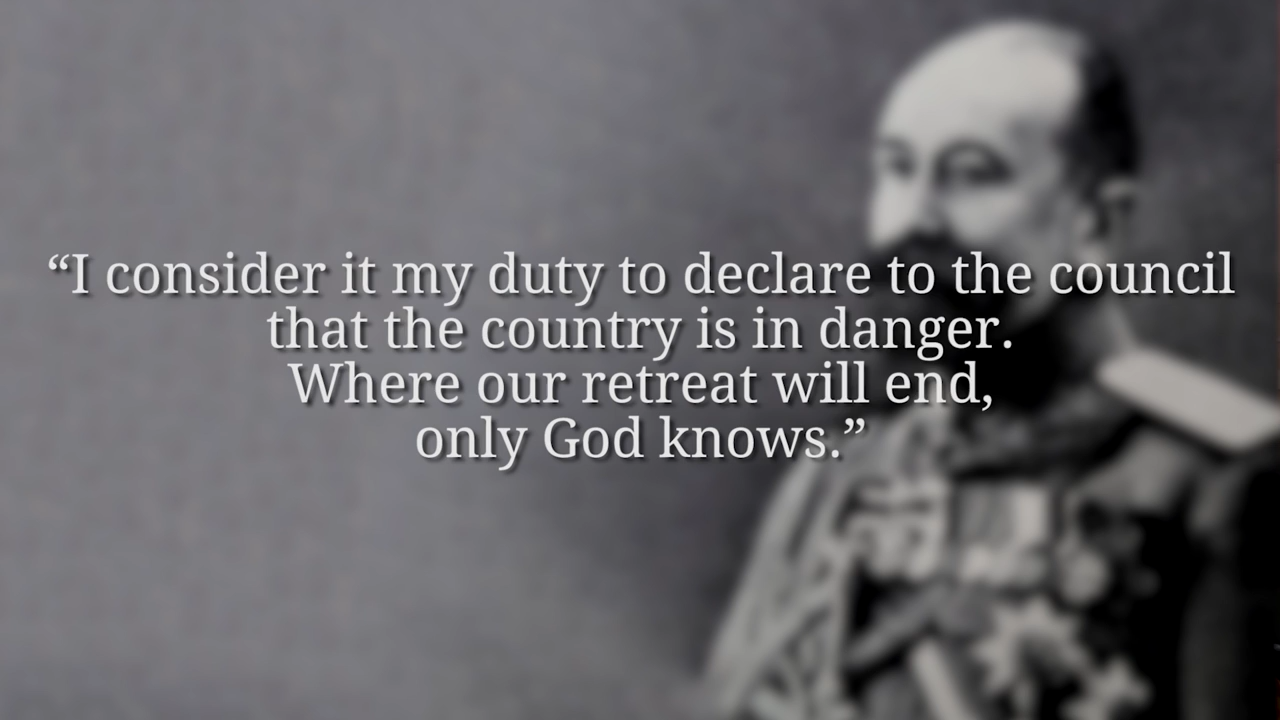 “I consider it my duty to declare to the council
that the country is in danger.
Where our retreat will end,
only God knows.”